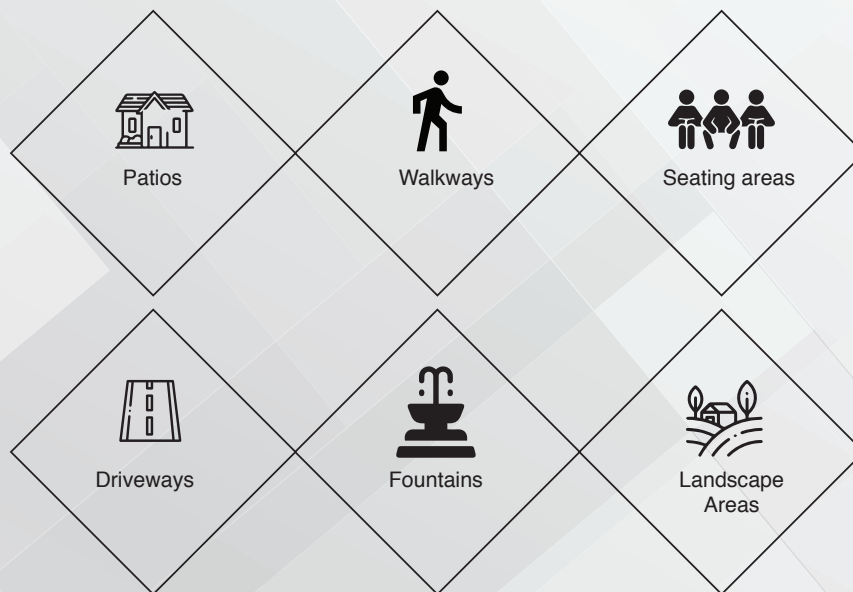 Patios
Walkways
Seating areas
Driveways
Fountains
Landscape
Areas